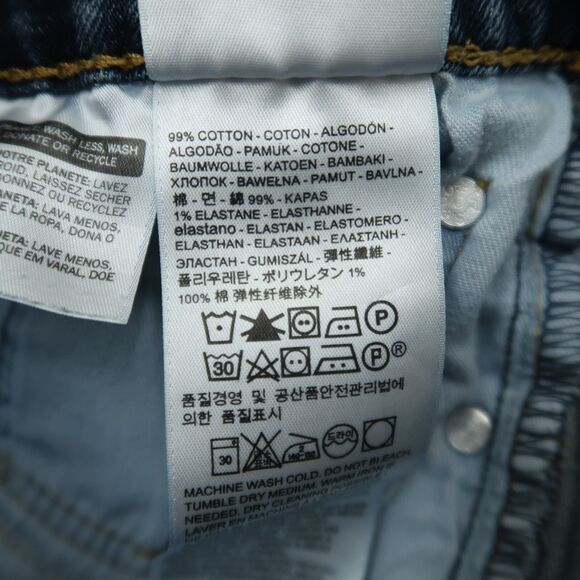 WASH LESS, WASH
DONATE OR RECYCLE
NOTRE PLANETE: LAVEZ
LAISSEZ SECHER
DONNEZ OU RECYCLEZ
LAVA MENOS,
DE LA ROPA, DONA O
LAVE MENOS,
EM VARAL, DOE
99% COTTON - COTON - ALGODÓN -
ALGODÃO - PAMUK - COTONE -
BAUMWOLLE - KATOEN - BAMBAKI -
ХЛОПОК - BAWEŁNA - PAMUT - BAVLNA -
棉 - 면 - 綿 99% - KAPAS
1% ELASTANE - ELASTHANNE -
elastano - ELASTAN - ELASTOMERO -
ELASTHAN - ELASTAAN - ΕΛΑΣΤΑΝΗ -
ЭЛАСТАН - GUMISZÁL - 彈性纖維 -
폴리우레탄 - ポリウレタン 1%
100% 棉 弹性纤维除外
P
30 P ®
품질경영 및 공산품안전관리법에
의한 품질표시
30 드라이
MACHINE WASH COLD. DO NOT BLEACH.
TUMBLE DRY MEDIUM. WARM IRON IF
NEEDED. DRY CLEANING POSSIBLE
LAVER EN MACHINE